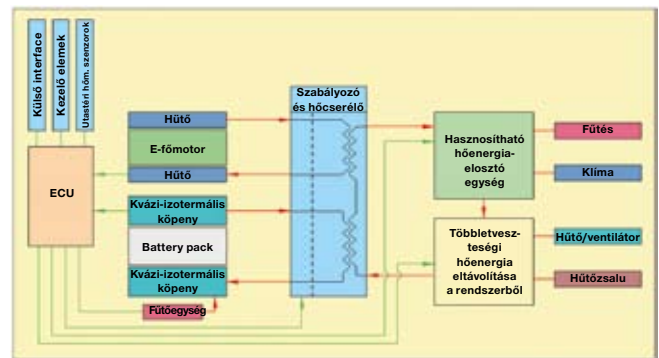 Külső interface
Kezelő elemek
Utastéri hőm. szenzorok
ECU
Hűtő
E-főmotor
Hűtő
Kvázi-izotermális
köpeny
Battery pack
Kvázi-izotermális
köpeny
Fűtőegység
Szabályozó
és hőcserélő
Hasznosítható
hőenergia-
elosztó
egység
Többletvesz-
teségi
hőenergia
eltávolítása
a rendszerből
Fűtés
Klíma
Hűtő/ventilátor
Hűtőzsalu